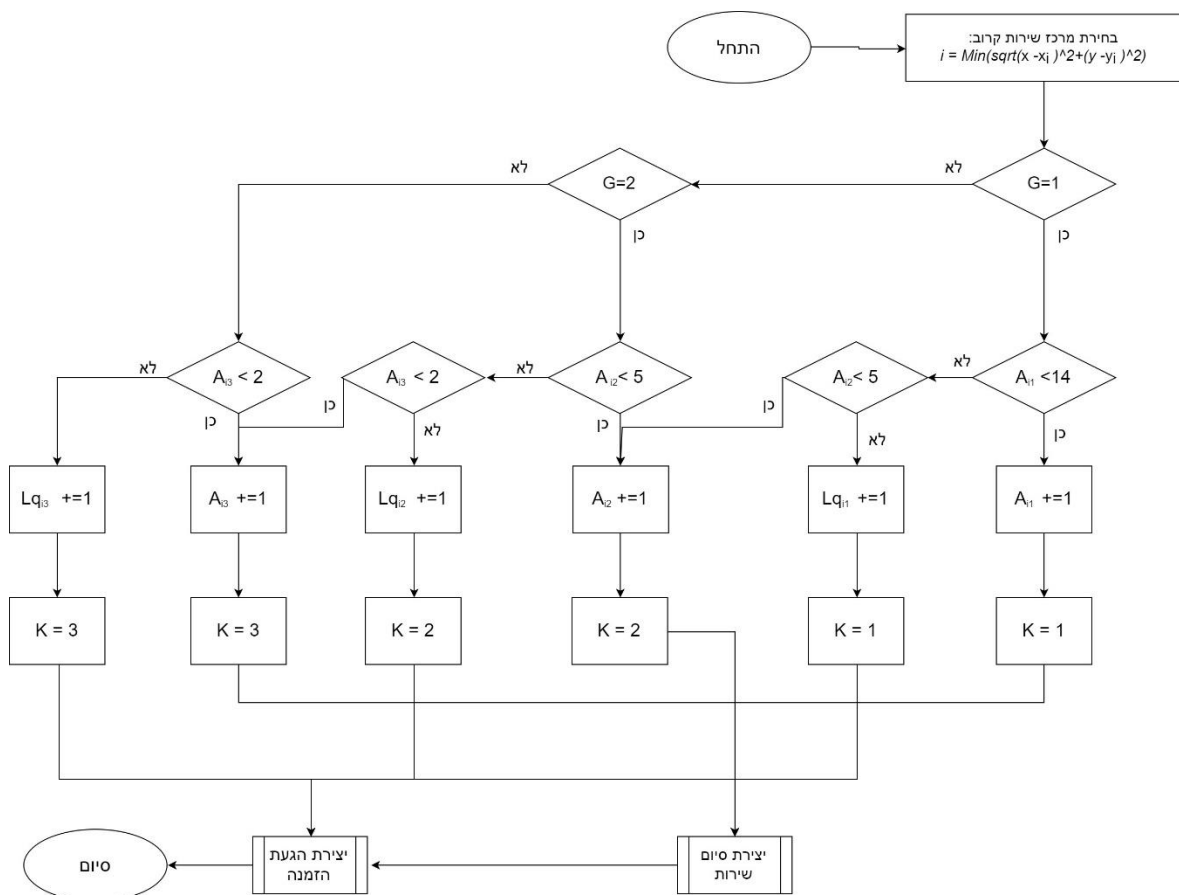 התחל
בחירת מרכז שירות קרוב:
i = Min(sqrt(x -xi )^2+(y -yi )^2)
G=1
לא
G=2
לא
כן
כן
Ai1 <14
לא
Ai2< 5
Ai2< 5
לא
Ai3 < 2
Ai3 < 2
לא
כן
כן
לא
כן
כן
לא
כן
Ai1 +=1
Lqi1 +=1
Ai2 +=1
Lqi2 +=1
Ai3 +=1
Lqi3 +=1
K = 1
K = 1
K = 2
K = 2
K = 3
K = 3
יצירת סיום
שירות
יצירת הגעת
הזמנה
סיום